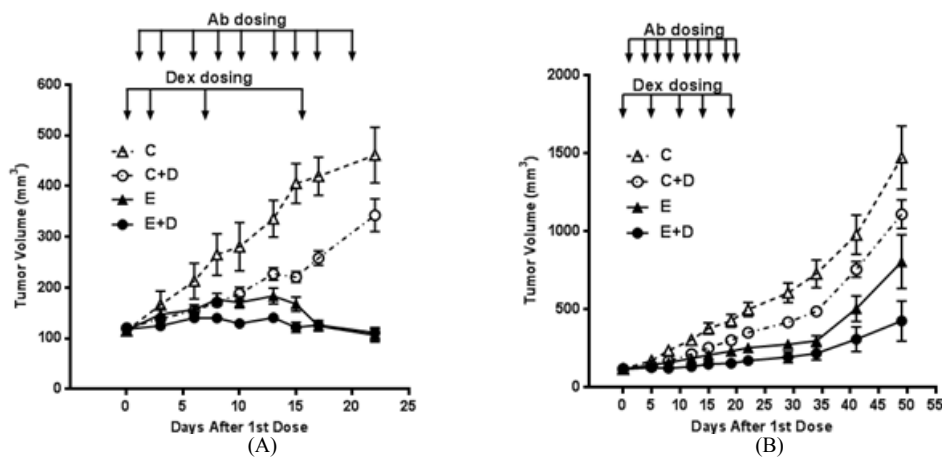 Ab dosing
Dex dosing
600
500
400
300
200
100
0
Tumor Volume (mm³)
C
C+D
E
E+D
0 5 10 15 20 25
Days After 1st Dose
(A)
Ab dosing
Dex dosing
2000
1500
1000
500
0
Tumor Volume (mm³)
C
C+D
E
E+D
0 5 10 15 20 25 30 35 40 45 50 55
Days After 1st Dose
(B)